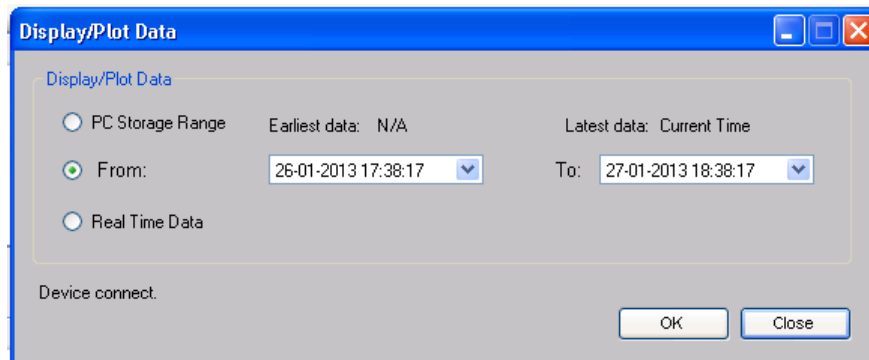 Display/Plot Data
Display/Plot Data
PC Storage Range Earliest data: N/A Latest data: Current Time
From: 26-01-2013 17:38:17 To: 27-01-2013 18:38:17
Real Time Data
Device connect.
OK Close